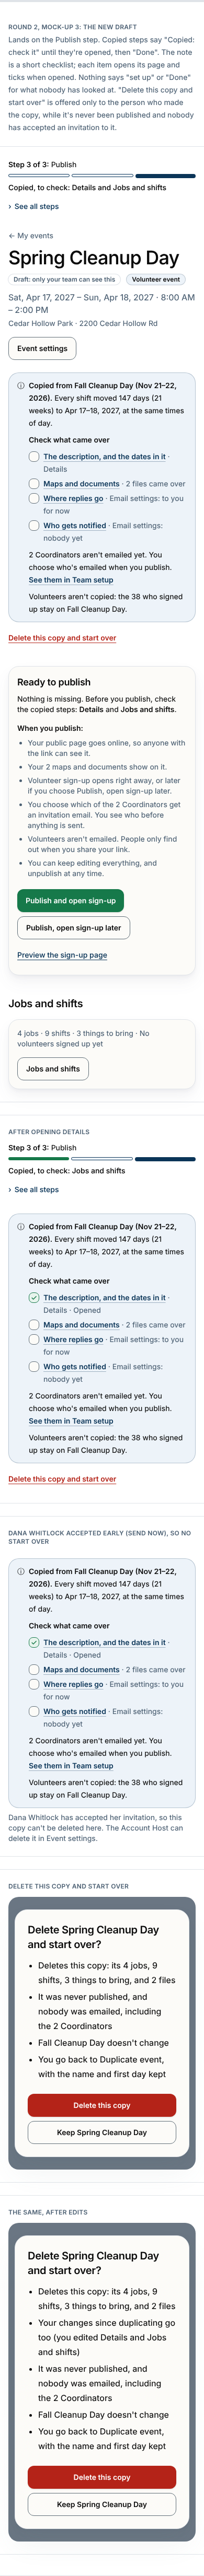 ROUND 2, MOCK-UP 3: THE NEW DRAFT
Lands on the Publish step. Copied steps say "Copied:
check it" until they're opened, then "Done". The note
is a short checklist; each item opens its page and
ticks when opened. Nothing says "set up" or "Done"
for what nobody has looked at. "Delete this copy and
start over" is offered only to the person who made
the copy, while it's never been published and nobody
has accepted an invitation to it.
Step 3 of 3: Publish
Copied, to check: Details and Jobs and shifts
› See all steps
← My events
Spring Cleanup Day
Draft: only your team can see this
Volunteer event
Sat, Apr 17, 2027 – Sun, Apr 18, 2027 · 8:00 AM
– 2:00 PM
Cedar Hollow Park · 2200 Cedar Hollow Rd
Event settings
Copied from Fall Cleanup Day (Nov 21–22,
2026). Every shift moved 147 days (21
weeks) to Apr 17–18, 2027, at the same times
of day.
Check what came over
The description, and the dates in it ·
Details
Maps and documents · 2 files came over
Where replies go · Email settings: to you
for now
Who gets notified · Email settings:
nobody yet
2 Coordinators aren't emailed yet. You
choose who's emailed when you publish.
See them in Team setup
Volunteers aren't copied: the 38 who signed
up stay on Fall Cleanup Day.
Delete this copy and start over
Ready to publish
Nothing is missing. Before you publish, check
the copied steps: Details and Jobs and shifts.
When you publish:
• Your public page goes online, so anyone with
the link can see it.
• Your 2 maps and documents show on it.
• Volunteer sign-up opens right away, or later
if you choose Publish, open sign-up later.
• You choose which of the 2 Coordinators get
an invitation email. You see who before
anything is sent.
• Volunteers aren't emailed. People only find
out when you share your link.
• You can keep editing everything, and
unpublish at any time.
Publish and open sign-up
Publish, open sign-up later
Preview the sign-up page
Jobs and shifts
4 jobs · 9 shifts · 3 things to bring · No
volunteers signed up yet
Jobs and shifts
AFTER OPENING DETAILS
Step 3 of 3: Publish
Copied, to check: Jobs and shifts
› See all steps
Copied from Fall Cleanup Day (Nov 21–22,
2026). Every shift moved 147 days (21
weeks) to Apr 17–18, 2027, at the same times
of day.
Check what came over
The description, and the dates in it ·
Details · Opened
Maps and documents · 2 files came over
Where replies go · Email settings: to you
for now
Who gets notified · Email settings:
nobody yet
2 Coordinators aren't emailed yet. You
choose who's emailed when you publish.
See them in Team setup
Volunteers aren't copied: the 38 who signed
up stay on Fall Cleanup Day.
Delete this copy and start over
DANA WHITLOCK ACCEPTED EARLY (SEND NOW), SO NO
START OVER
Copied from Fall Cleanup Day (Nov 21–22,
2026). Every shift moved 147 days (21
weeks) to Apr 17–18, 2027, at the same times
of day.
Check what came over
The description, and the dates in it ·
Details · Opened
Maps and documents · 2 files came over
Where replies go · Email settings: to you
for now
Who gets notified · Email settings:
nobody yet
2 Coordinators aren't emailed yet. You
choose who's emailed when you publish.
See them in Team setup
Volunteers aren't copied: the 38 who signed
up stay on Fall Cleanup Day.
Dana Whitlock has accepted her invitation, so this
copy can't be deleted here. The Account Host can
delete it in Event settings.
DELETE THIS COPY AND START OVER
Delete Spring Cleanup Day
and start over?
• Deletes this copy: its 4 jobs, 9
shifts, 3 things to bring, and 2 files
• It was never published, and
nobody was emailed, including
the 2 Coordinators
• Fall Cleanup Day doesn't change
• You go back to Duplicate event,
with the name and first day kept
Delete this copy
Keep Spring Cleanup Day
THE SAME, AFTER EDITS
Delete Spring Cleanup Day
and start over?
• Deletes this copy: its 4 jobs, 9
shifts, 3 things to bring, and 2 files
• Your changes since duplicating go
too (you edited Details and Jobs
and shifts)
• It was never published, and
nobody was emailed, including
the 2 Coordinators
• Fall Cleanup Day doesn't change
• You go back to Duplicate event,
with the name and first day kept
Delete this copy
Keep Spring Cleanup Day